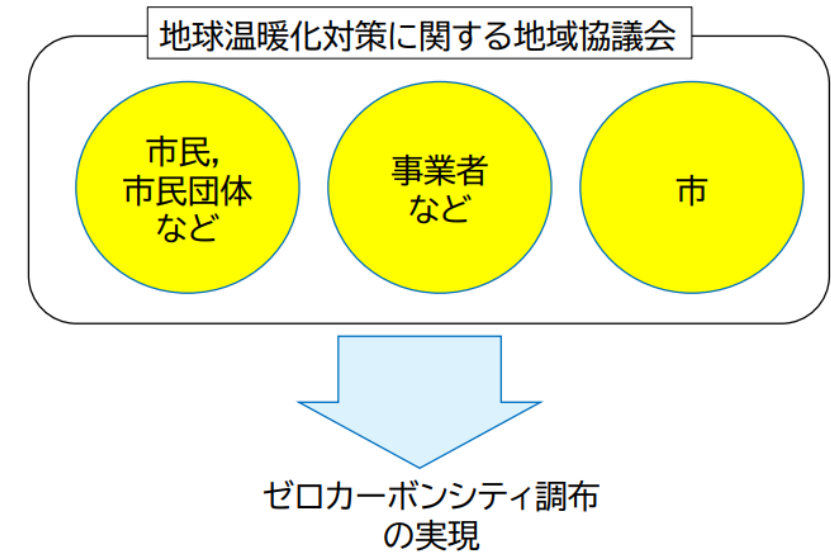 地球温暖化対策に関する地域協議会
市民，
市民団体
など
事業者
など
市
ゼロカーボンシティ調布
の実現